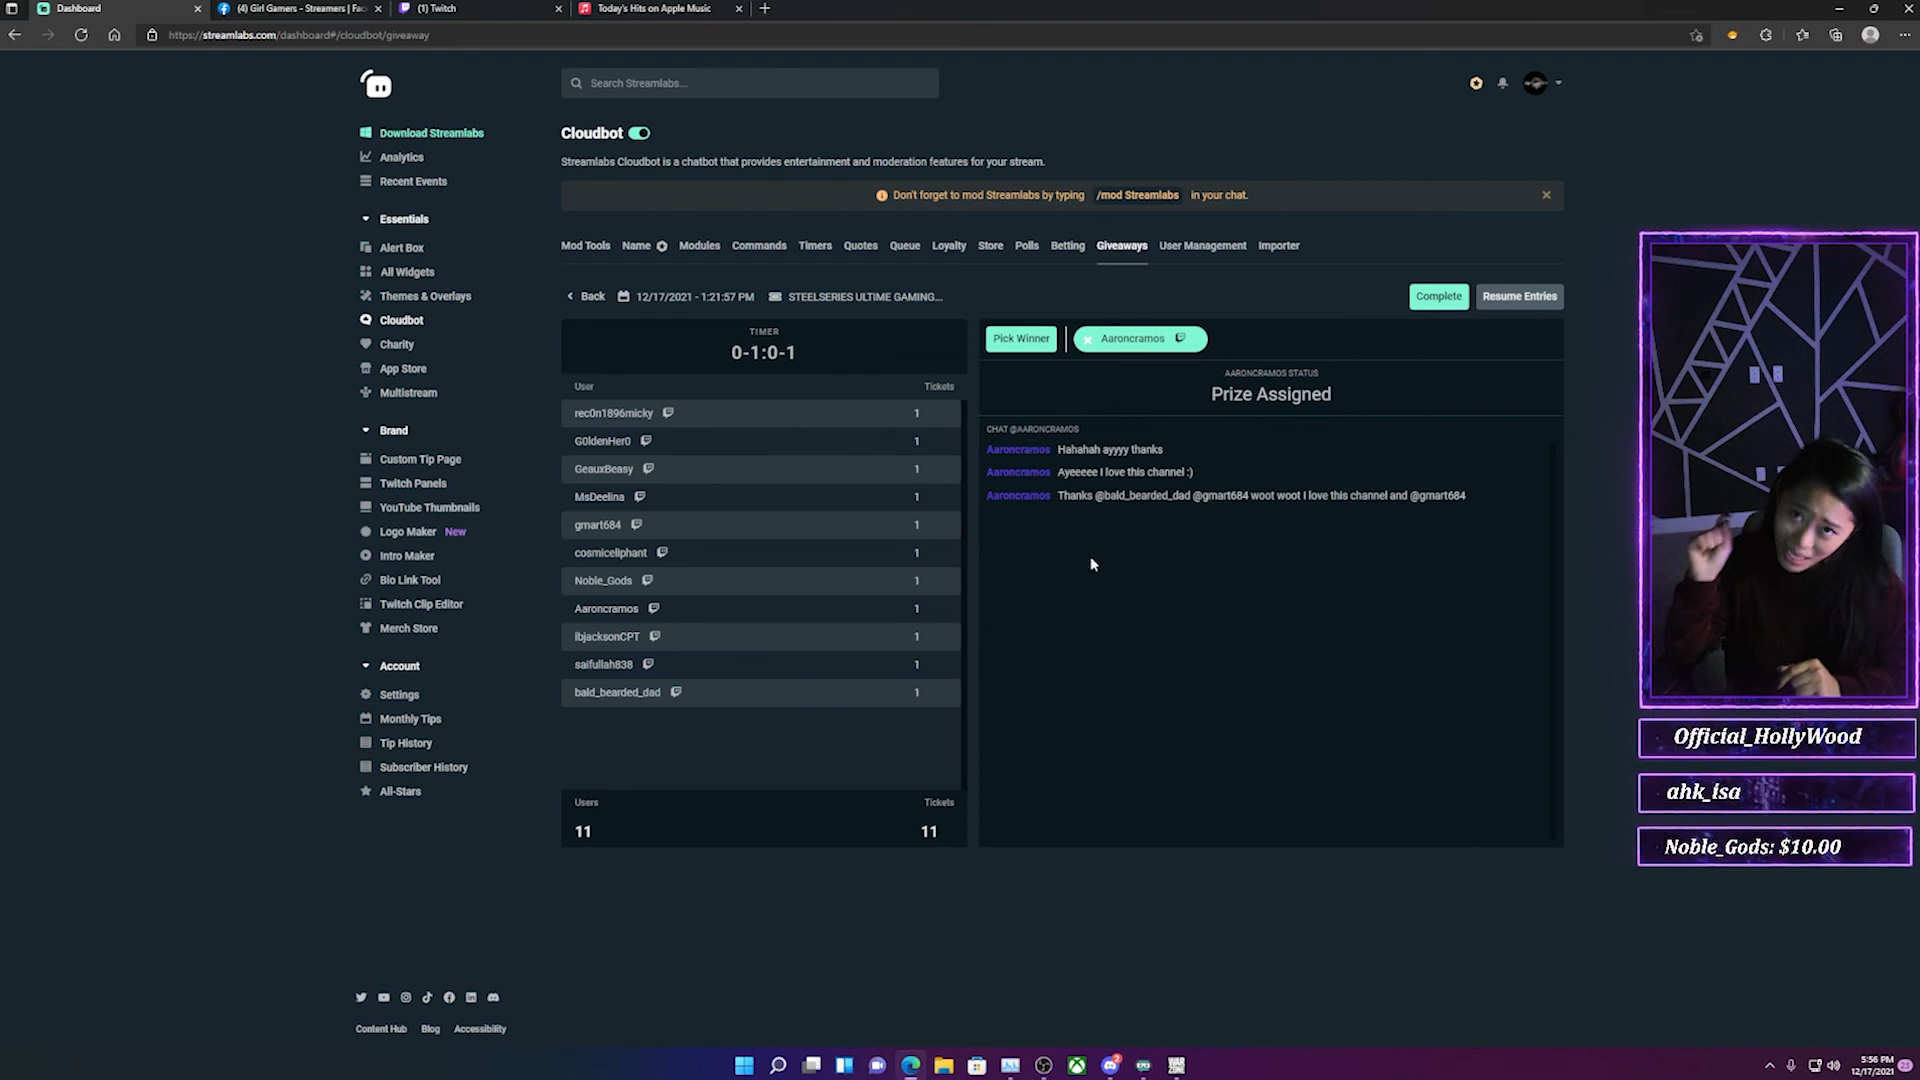 Dashboard
(4) Girl Gamers - Streamers | Fac
(1) Twitch
Today's Hits on Apple Music
https://streamlabs.com/dashboard#/cloudbot/giveaway
Search Streamlabs...
Download Streamlabs
Analytics
Recent Events
Essentials
Alert Box
All Widgets
Themes & Overlays
Cloudbot
Charity
App Store
Multistream
Brand
Custom Tip Page
Twitch Panels
YouTube Thumbnails
Logo Maker New
Intro Maker
Bio Link Tool
Twitch Clip Editor
Merch Store
Account
Settings
Monthly Tips
Tip History
Subscriber History
All-Stars
Content Hub Blog Accessibility
Cloudbot
Streamlabs Cloudbot is a chatbot that provides entertainment and moderation features for your stream.
Don't forget to mod Streamlabs by typing /mod Streamlabs in your chat.
Mod Tools Name Modules Commands Timers Quotes Queue Loyalty Store Polls Betting Giveaways User Management Importer
Back 12/17/2021 - 1:21:57 PM STEELSERIES ULTIME GAMING...
Complete Resume Entries
TIMER
0-1:0-1
User Tickets
rec0n1896micky 1
G0ldenHer0 1
GeauxBeasy 1
MsDeelina 1
gmart684 1
cosmiceliphant 1
Noble_Gods 1
Aaroncramos 1
ibjacksonCPT 1
saifullah838 1
bald_bearded_dad 1
Users Tickets
11 11
Pick Winner Aaroncramos
AARONCRAMOS STATUS
Prize Assigned
CHAT @AARONCRAMOS
Aaroncramos Hahahah ayyyy thanks
Aaroncramos Ayeeeee I love this channel :)
Aaroncramos Thanks @bald_bearded_dad @gmart684 woot woot I love this channel and @gmart684
Official_HollyWood
ahk_isa
Noble_Gods: $10.00
2
WAR
ZONE
5:56 PM
12/17/2021
23